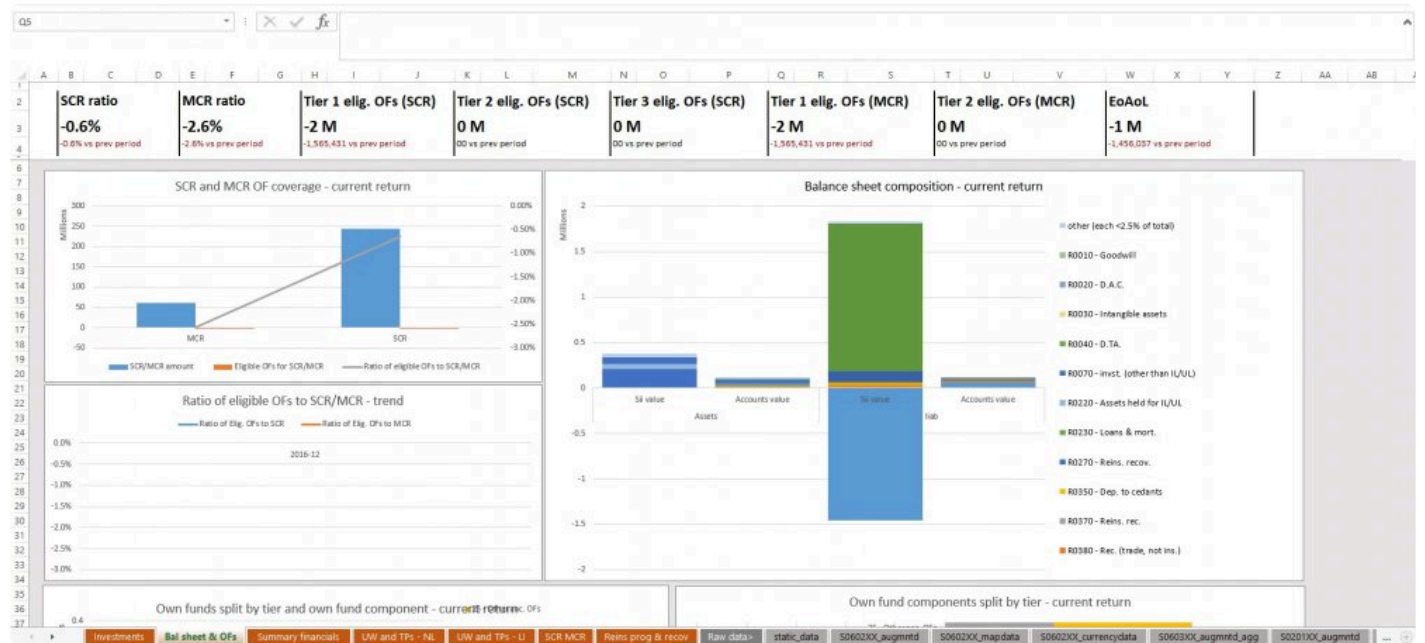 Q5
fx
A B C D E F G H I J K L M N O P Q R S T U V W X Y Z AA AB
SCR ratio MCR ratio Tier 1 elig. OFs (SCR) Tier 2 elig. OFs (SCR) Tier 3 elig. OFs (SCR) Tier 1 elig. OFs (MCR) Tier 2 elig. OFs (MCR) EoAoL
-0.6% -2.6% -2 M 0 M 0 M -2 M 0 M -1 M
-0.6% vs prev period -2.6% vs prev period -1,565,431 vs prev period 00 vs prev period 00 vs prev period -1,565,431 vs prev period 00 vs prev period -1,456,037 vs prev period
SCR and MCR OF coverage - current return
Millions
300
250
200
150
100
50
0
-50
0.00%
-0.50%
-1.00%
-1.50%
-2.00%
-2.50%
-3.00%
MCR SCR
SCR/MCR amount Eligible OFs for SCR/MCR Ratio of eligible OFs to SCR/MCR
Balance sheet composition - current return
Millions
2
1.5
1
0.5
0
-0.5
-1
-1.5
-2
SII value Accounts value SII value Accounts value
Assets liab
other (each <2.5% of total)
R0010 - Goodwill
R0020 - D.A.C.
R0030 - Intangible assets
R0040 - D.TA.
R0070 - invst. (other than IL/UL)
R0220 - Assets held for IL/UL
R0230 - Loans & mort.
R0270 - Reins. recov.
R0350 - Dep. to cedants
R0370 - Reins. rec.
R0380 - Rec. (trade, not ins.)
Ratio of eligible OFs to SCR/MCR - trend
Ratio of Elig. OFs to SCR Ratio of Elig. OFs to MCR
2016-12
0.0%
-0.5%
-1.0%
-1.5%
-2.0%
-2.5%
-3.0%
Own funds split by tier and own fund component - current return
0.4
Own fund components split by tier - current return
Investments Bal sheet & OFs Summary financials UW and TPs - NL UW and TPs - LI SCR MCR Reins prog & recov Raw data> static_data S0602XX_augmntd S0602XX_mapdata S0602XX_currencydata S0603XX_augmntd_agg S0201XX_augmntd ...